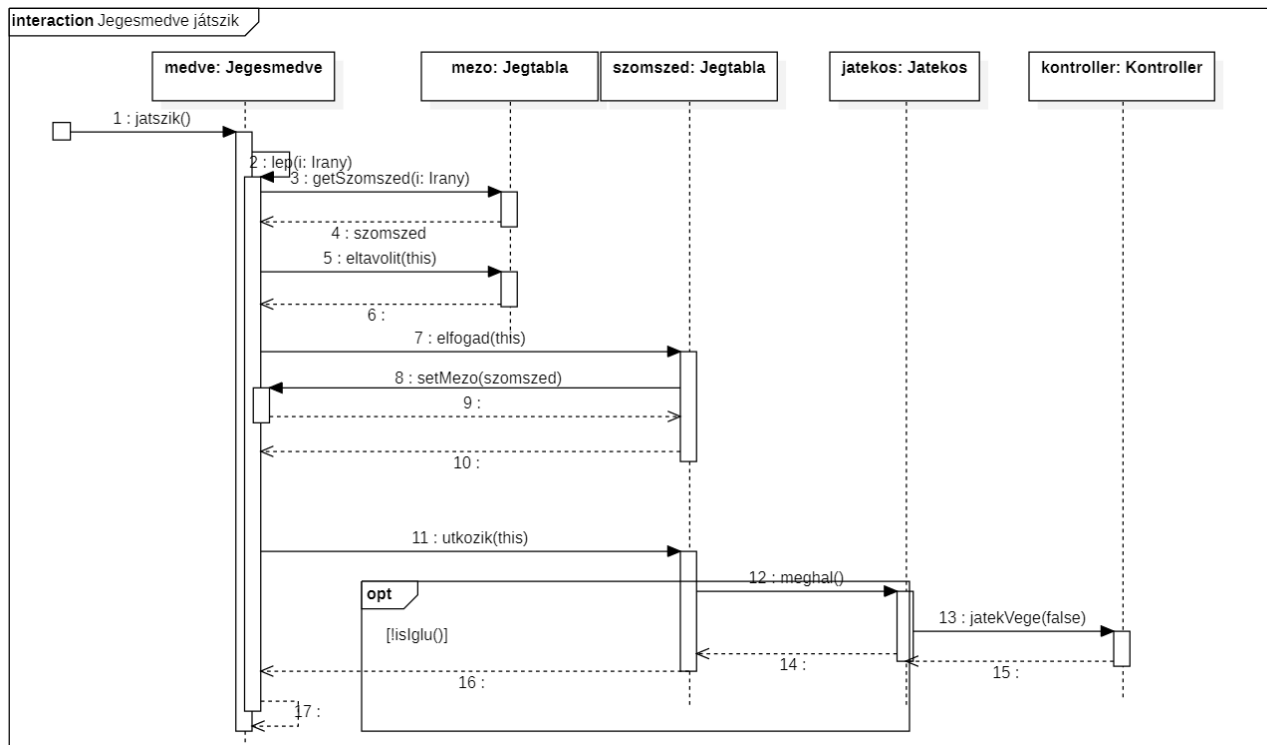 interaction Jegesmedve játszik
medve: Jegesmedve
mezo: Jegtabla
szomszed: Jegtabla
jatekos: Jatekos
kontroller: Kontroller
1 : jatszik()
2 : lep(i: Irany)
3 : getSzomszed(i: Irany)
4 : szomszed
5 : eltavolit(this)
6 :
7 : elfogad(this)
8 : setMezo(szomszed)
9 :
10 :
11 : utkozik(this)
12 : meghal()
opt
13 : jatekVege(false)
[!isIglu()]
14 :
15 :
16 :
17 :